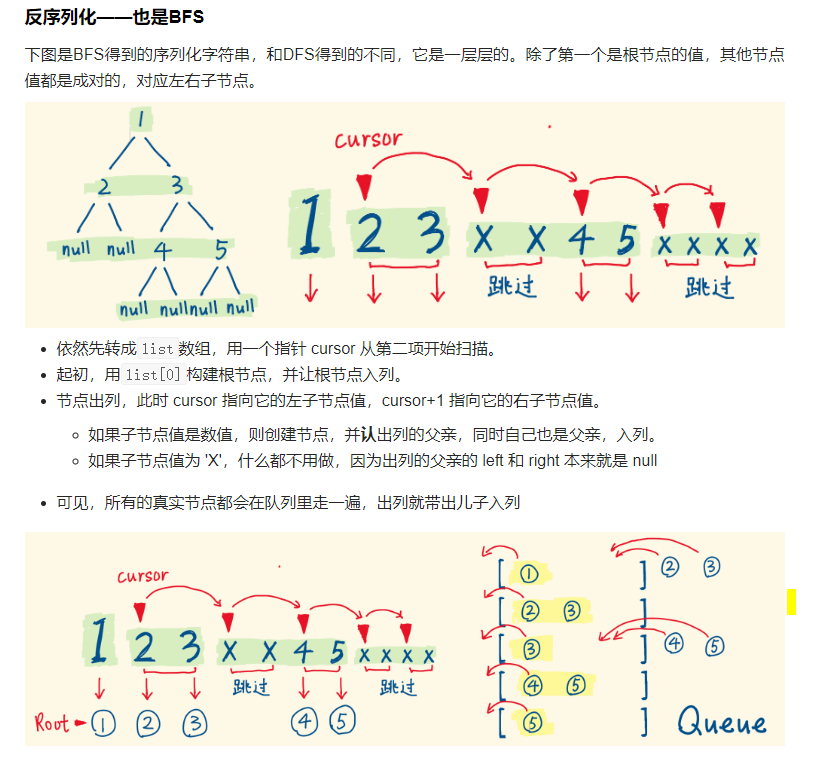 反序列化——也是BFS
下图是BFS得到的序列化字符串，和DFS得到的不同，它是一层层的。除了第一个是根节点的值，其他节点
值都是成对的，对应左右子节点。
1
2 3
null null 4 5
null null null null
cursor
1 2 3 X X 4 5 X X X X
跳过 跳过
依然先转成 list 数组，用一个指针 cursor 从第二项开始扫描。
起初，用 list[0] 构建根节点，并让根节点入列。
节点出列，此时 cursor 指向它的左子节点值，cursor+1 指向它的右子节点值。
如果子节点值是数值，则创建节点，并认出列的父亲，同时自己也是父亲，入列。
如果子节点值为 'X'，什么都不用做，因为出列的父亲的 left 和 right 本来就是 null
可见，所有的真实节点都会在队列里走一遍，出列就带出儿子入列
cursor
1 2 3 X X 4 5 X X X X
跳过 跳过
Root ① ② ③ ④ ⑤
[ ① ] ② ③
[ ② ③ ]
[ ③ ] ④ ⑤
[ ④ ⑤ ]
[ ⑤ ] Queue